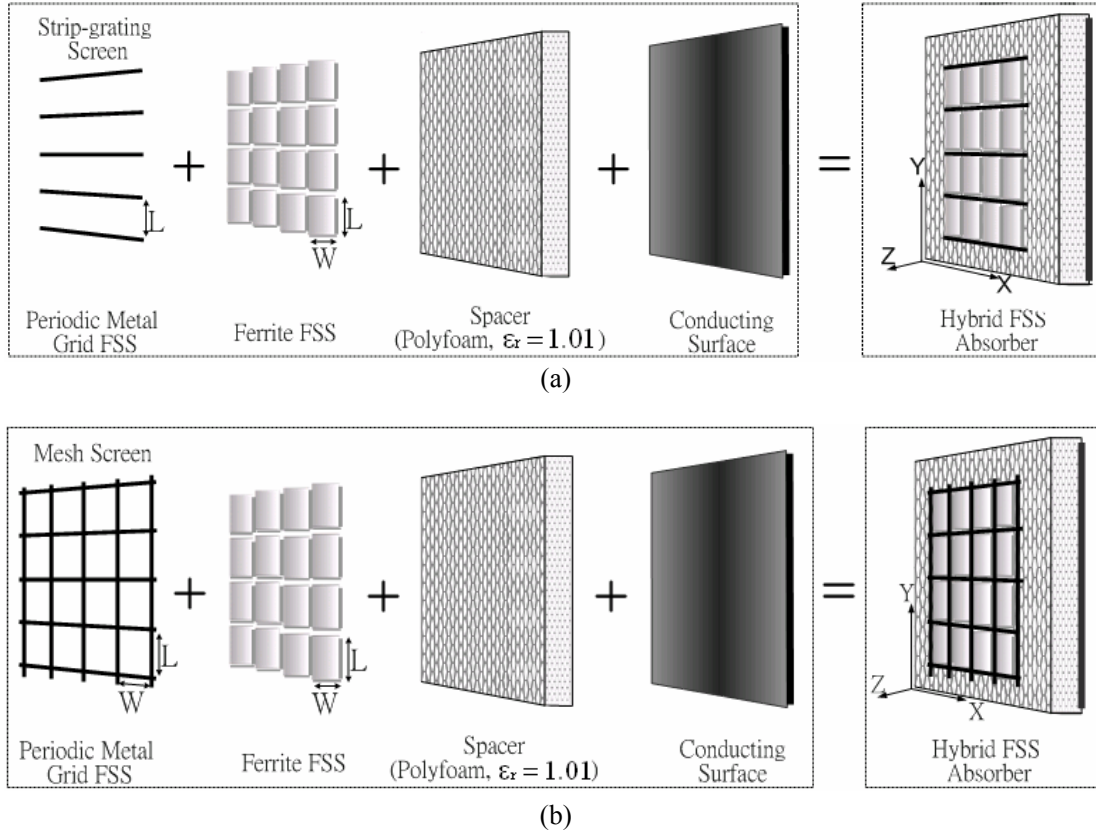 Strip-grating
Screen
L
Periodic Metal
Grid FSS
+
L
W
Ferrite FSS
+
Spacer
(Polyfoam, εr = 1.01)
+
Conducting
Surface
=
Y
Z
X
Hybrid FSS
Absorber
(a)
Mesh Screen
L
W
Periodic Metal
Grid FSS
+
L
W
Ferrite FSS
+
Spacer
(Polyfoam, εr = 1.01)
+
Conducting
Surface
=
Y
Z
X
Hybrid FSS
Absorber
(b)